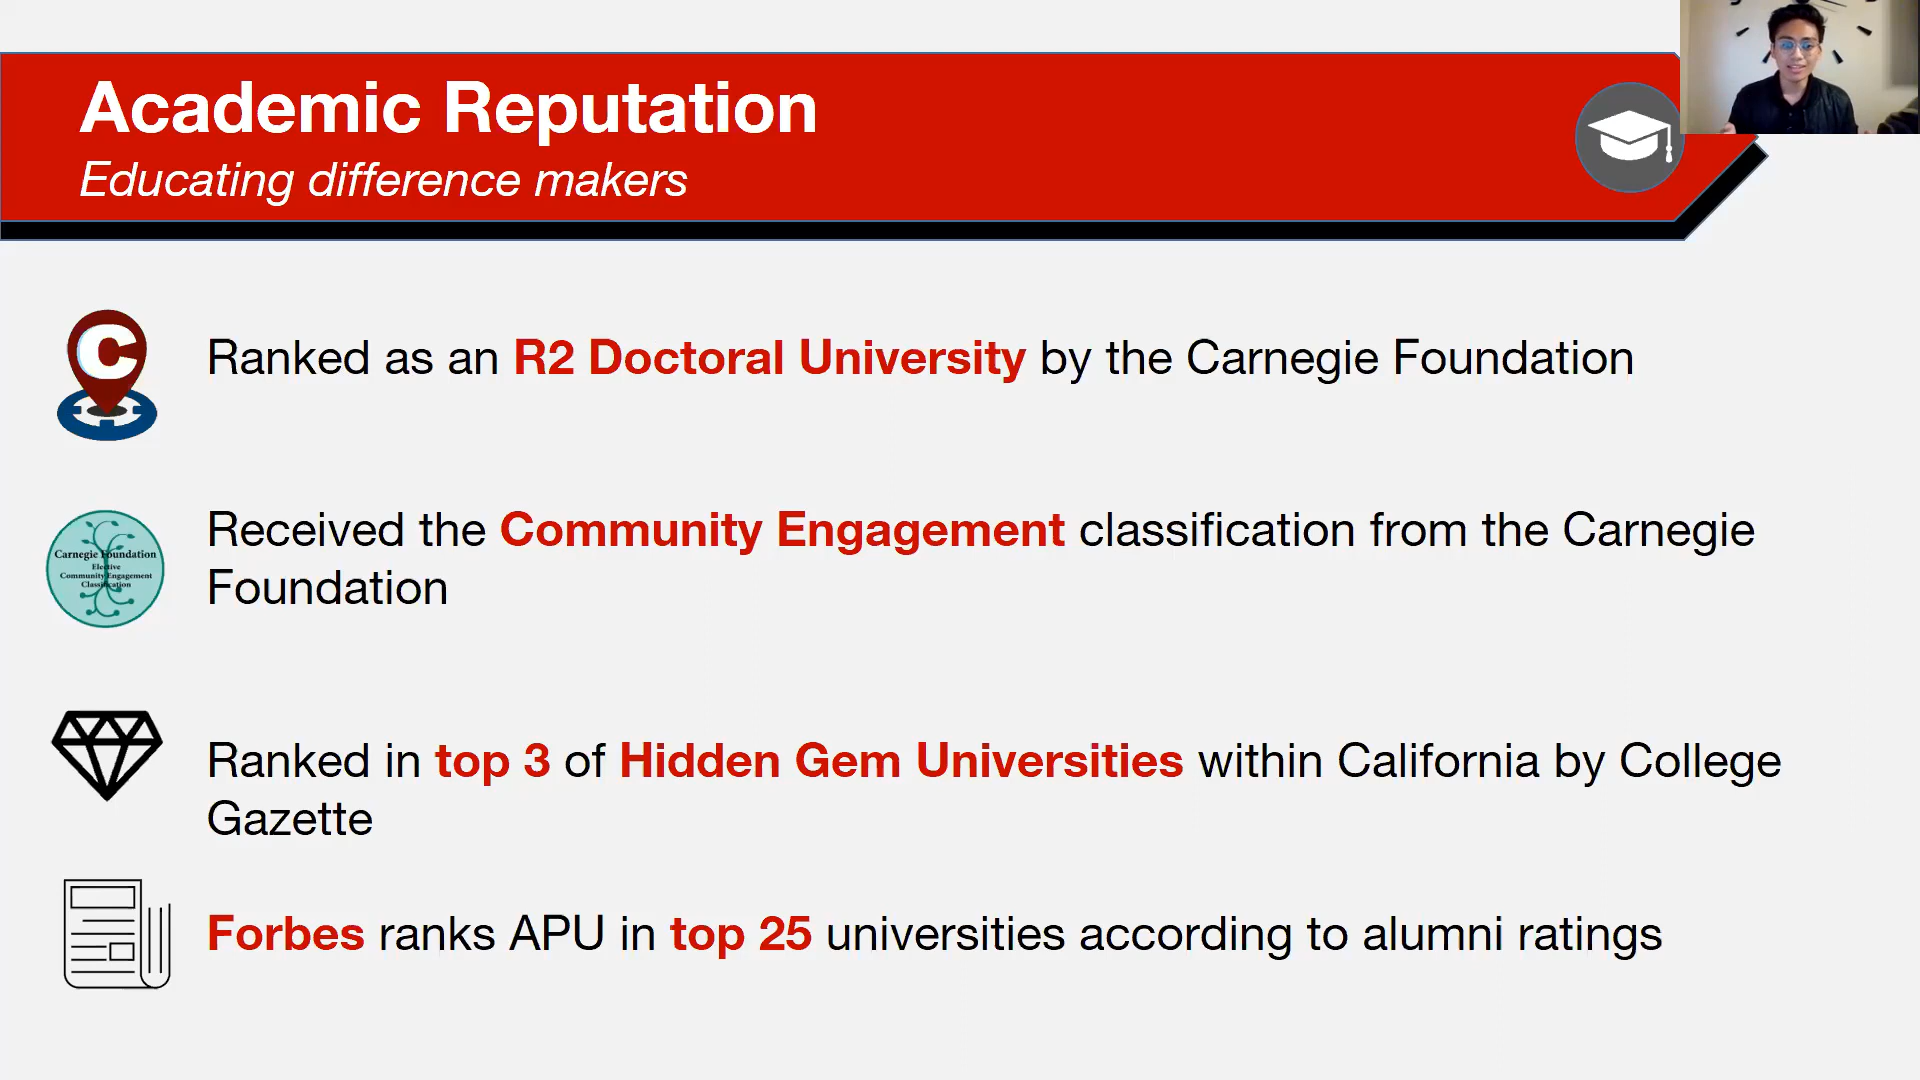 Academic Reputation
Educating difference makers
C
Ranked as an R2 Doctoral University by the Carnegie Foundation
Carnegie Foundation
Elective
Community Engagement
Classification
Received the Community Engagement classification from the Carnegie
Foundation
Ranked in top 3 of Hidden Gem Universities within California by College
Gazette
Forbes ranks APU in top 25 universities according to alumni ratings